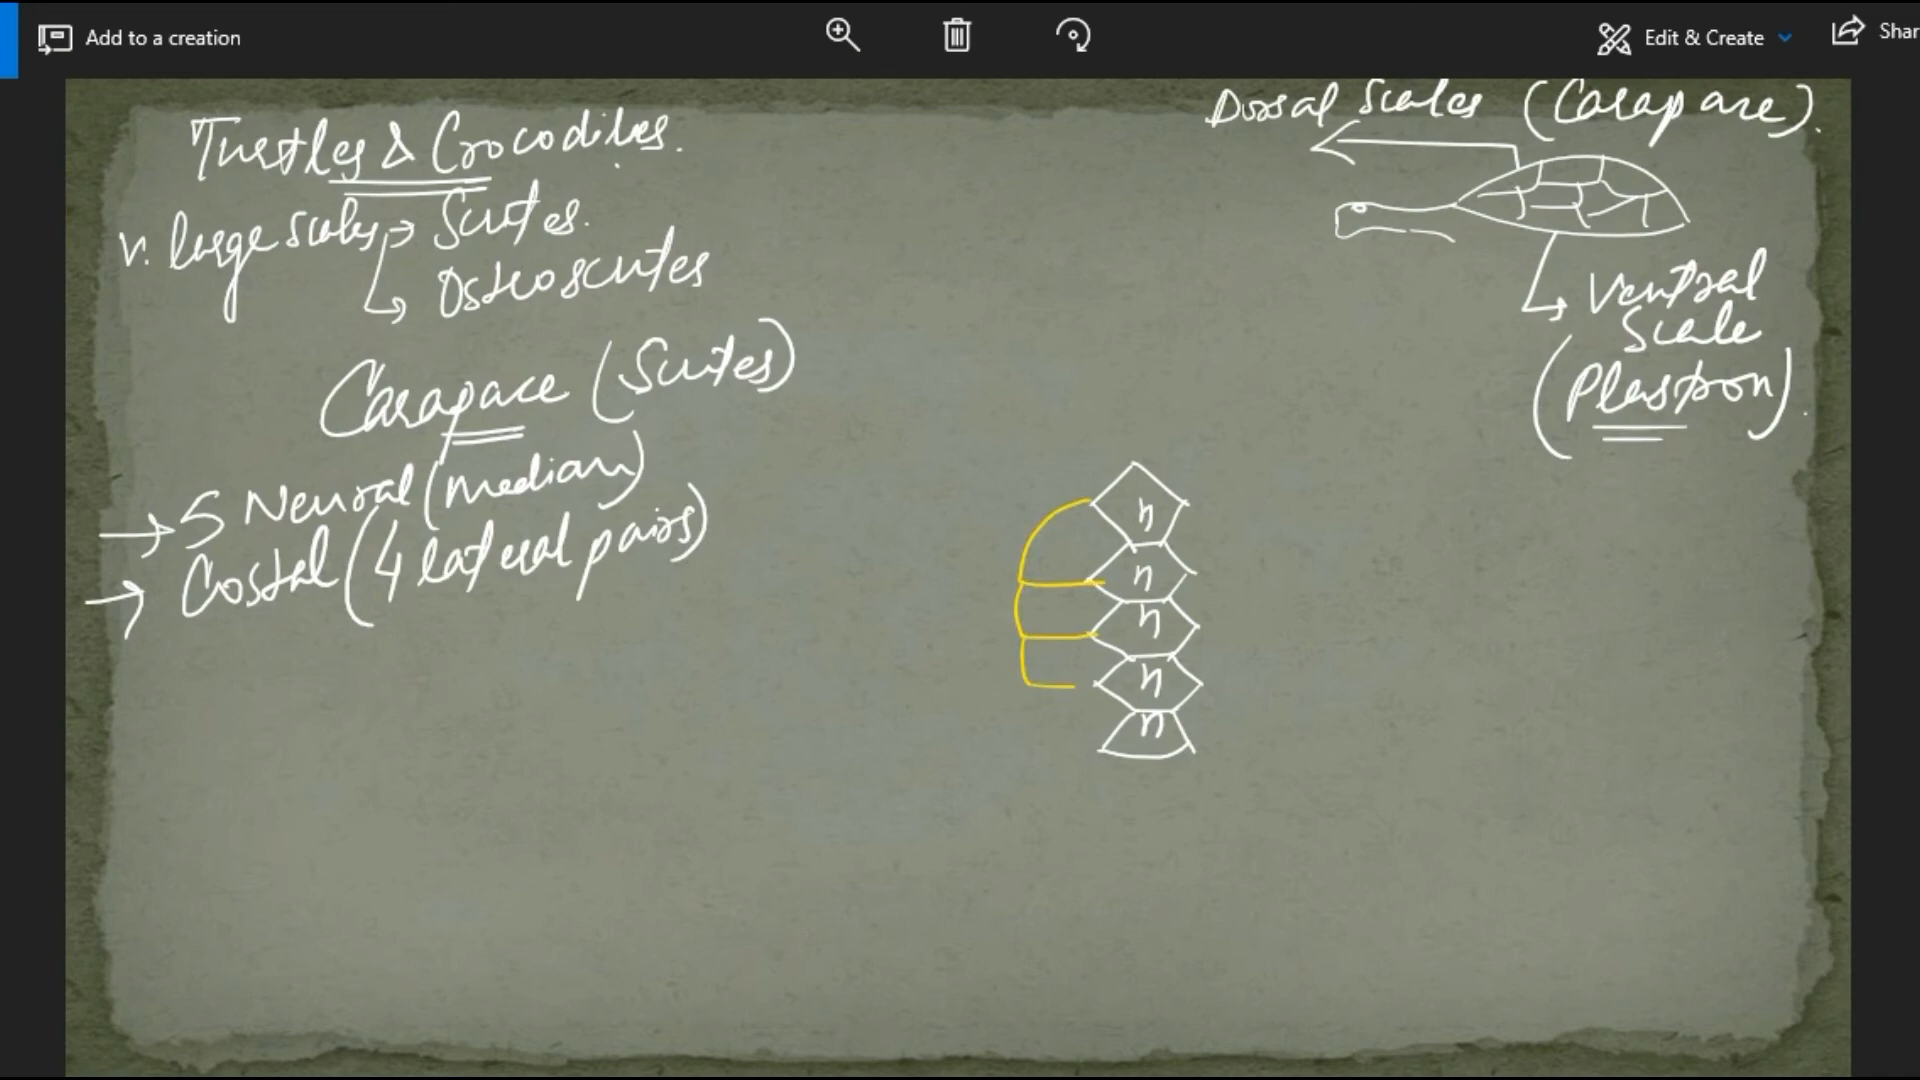 Add to a creation
Edit & Create
Shar
Turtles & Crocodiles.
v. large scales → Scutes.
↳ Osteoscutes
Carapace (Scutes)
→ 5 Neural (median)
→ Costal (4 lateral pairs)
Dorsal Scales (Carapace).
↳ Ventral
Scale
(Plastron).
n
n
n
n
n